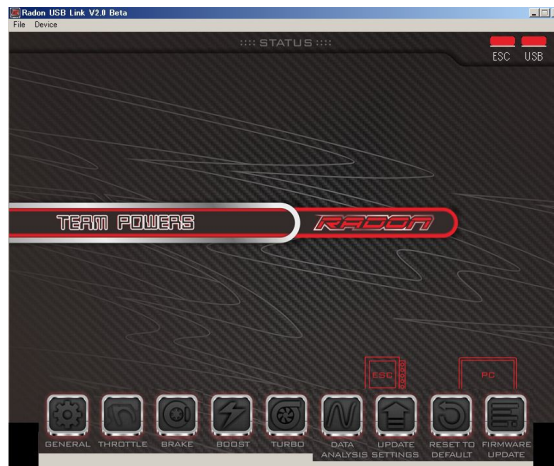 Radon USB Link V2.0 Beta
File Device
:::: STATUS ::::
ESC USB
TEAM POWERS
RADON
ESC
PC
GENERAL
THROTTLE
BRAKE
BOOST
TURBO
DATA ANALYSIS
UPDATE SETTINGS
RESET TO DEFAULT
FIRMWARE UPDATE